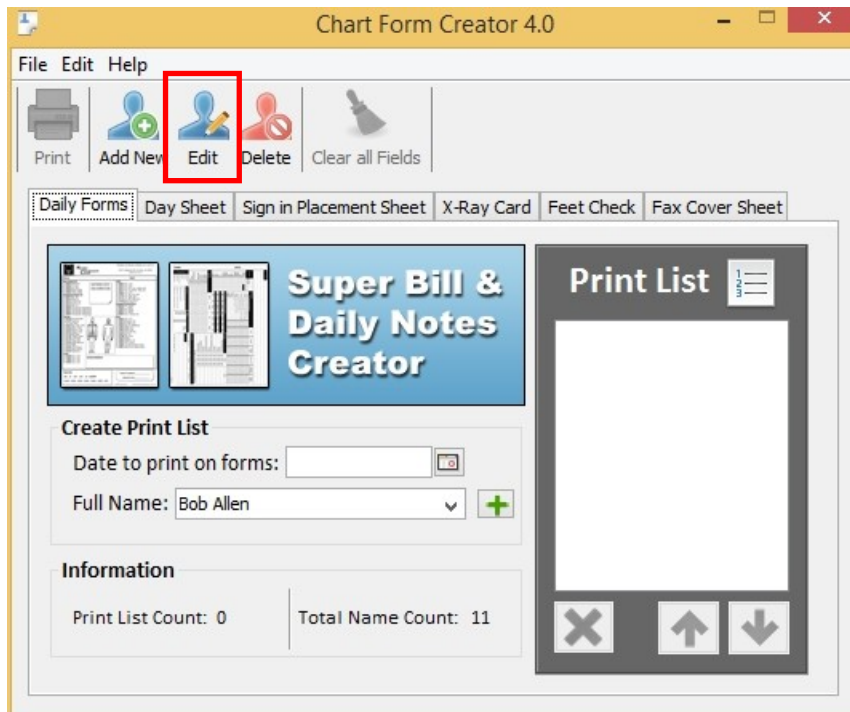 Chart Form Creator 4.0
File Edit Help
Print Add New Edit Delete Clear all Fields
Daily Forms Day Sheet Sign in Placement Sheet X-Ray Card Feet Check Fax Cover Sheet
Super Bill &
Daily Notes
Creator
Print List
1
2
3
Create Print List
Date to print on forms:
Full Name: Bob Allen
Information
Print List Count: 0 Total Name Count: 11